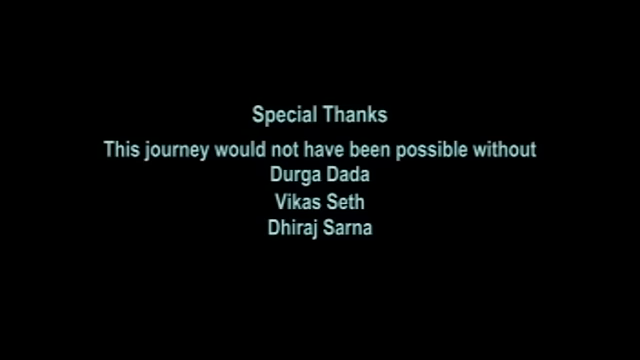 Special Thanks
This journey would not have been possible without
Durga Dada
Vikas Seth
Dhiraj Sarna